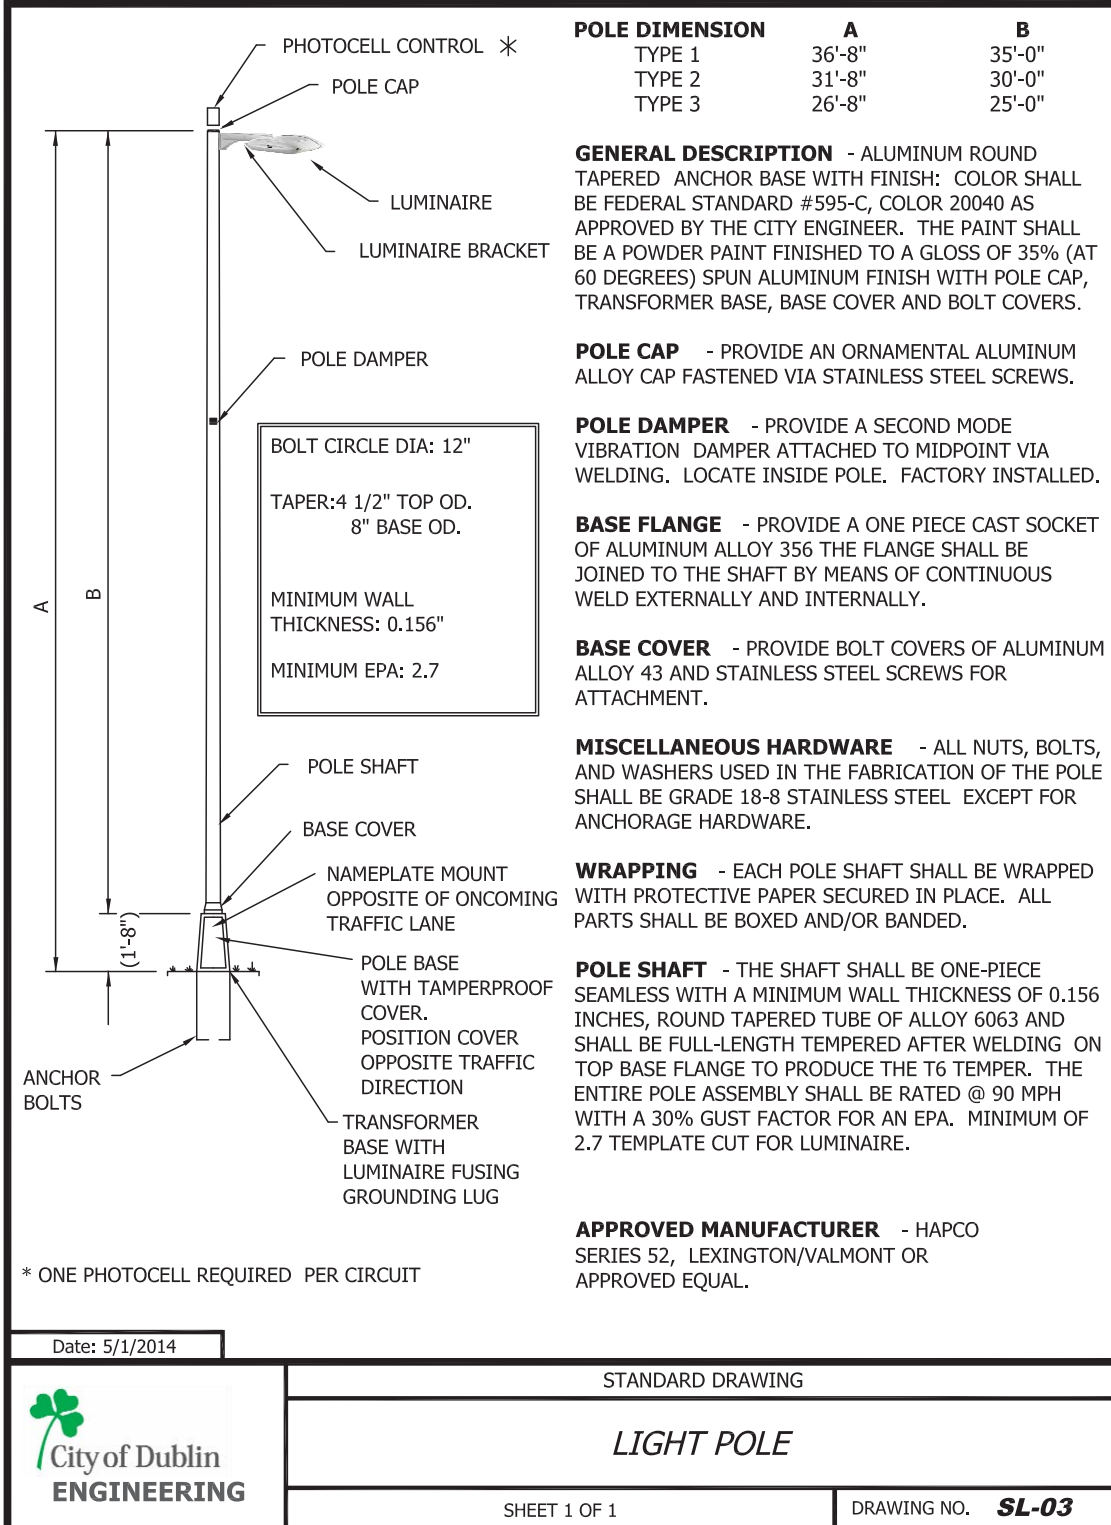 PHOTOCELL CONTROL *
POLE CAP
LUMINAIRE
LUMINAIRE BRACKET
POLE DAMPER
BOLT CIRCLE DIA: 12"
TAPER:4 1/2" TOP OD.
8" BASE OD.
MINIMUM WALL
THICKNESS: 0.156"
MINIMUM EPA: 2.7
A
B
(1'-8")
POLE SHAFT
BASE COVER
NAMEPLATE MOUNT
OPPOSITE OF ONCOMING
TRAFFIC LANE
POLE BASE
WITH TAMPERPROOF
COVER.
POSITION COVER
OPPOSITE TRAFFIC
DIRECTION
ANCHOR
BOLTS
TRANSFORMER
BASE WITH
LUMINAIRE FUSING
GROUNDING LUG
* ONE PHOTOCELL REQUIRED PER CIRCUIT
POLE DIMENSION A B
TYPE 1 36'-8" 35'-0"
TYPE 2 31'-8" 30'-0"
TYPE 3 26'-8" 25'-0"
GENERAL DESCRIPTION - ALUMINUM ROUND
TAPERED ANCHOR BASE WITH FINISH: COLOR SHALL
BE FEDERAL STANDARD #595-C, COLOR 20040 AS
APPROVED BY THE CITY ENGINEER. THE PAINT SHALL
BE A POWDER PAINT FINISHED TO A GLOSS OF 35% (AT
60 DEGREES) SPUN ALUMINUM FINISH WITH POLE CAP,
TRANSFORMER BASE, BASE COVER AND BOLT COVERS.
POLE CAP - PROVIDE AN ORNAMENTAL ALUMINUM
ALLOY CAP FASTENED VIA STAINLESS STEEL SCREWS.
POLE DAMPER - PROVIDE A SECOND MODE
VIBRATION DAMPER ATTACHED TO MIDPOINT VIA
WELDING. LOCATE INSIDE POLE. FACTORY INSTALLED.
BASE FLANGE - PROVIDE A ONE PIECE CAST SOCKET
OF ALUMINUM ALLOY 356 THE FLANGE SHALL BE
JOINED TO THE SHAFT BY MEANS OF CONTINUOUS
WELD EXTERNALLY AND INTERNALLY.
BASE COVER - PROVIDE BOLT COVERS OF ALUMINUM
ALLOY 43 AND STAINLESS STEEL SCREWS FOR
ATTACHMENT.
MISCELLANEOUS HARDWARE - ALL NUTS, BOLTS,
AND WASHERS USED IN THE FABRICATION OF THE POLE
SHALL BE GRADE 18-8 STAINLESS STEEL EXCEPT FOR
ANCHORAGE HARDWARE.
WRAPPING - EACH POLE SHAFT SHALL BE WRAPPED
WITH PROTECTIVE PAPER SECURED IN PLACE. ALL
PARTS SHALL BE BOXED AND/OR BANDED.
POLE SHAFT - THE SHAFT SHALL BE ONE-PIECE
SEAMLESS WITH A MINIMUM WALL THICKNESS OF 0.156
INCHES, ROUND TAPERED TUBE OF ALLOY 6063 AND
SHALL BE FULL-LENGTH TEMPERED AFTER WELDING ON
TOP BASE FLANGE TO PRODUCE THE T6 TEMPER. THE
ENTIRE POLE ASSEMBLY SHALL BE RATED @ 90 MPH
WITH A 30% GUST FACTOR FOR AN EPA. MINIMUM OF
2.7 TEMPLATE CUT FOR LUMINAIRE.
APPROVED MANUFACTURER - HAPCO
SERIES 52, LEXINGTON/VALMONT OR
APPROVED EQUAL.
Date: 5/1/2014
City of Dublin
ENGINEERING
STANDARD DRAWING
LIGHT POLE
SHEET 1 OF 1
DRAWING NO. SL-03